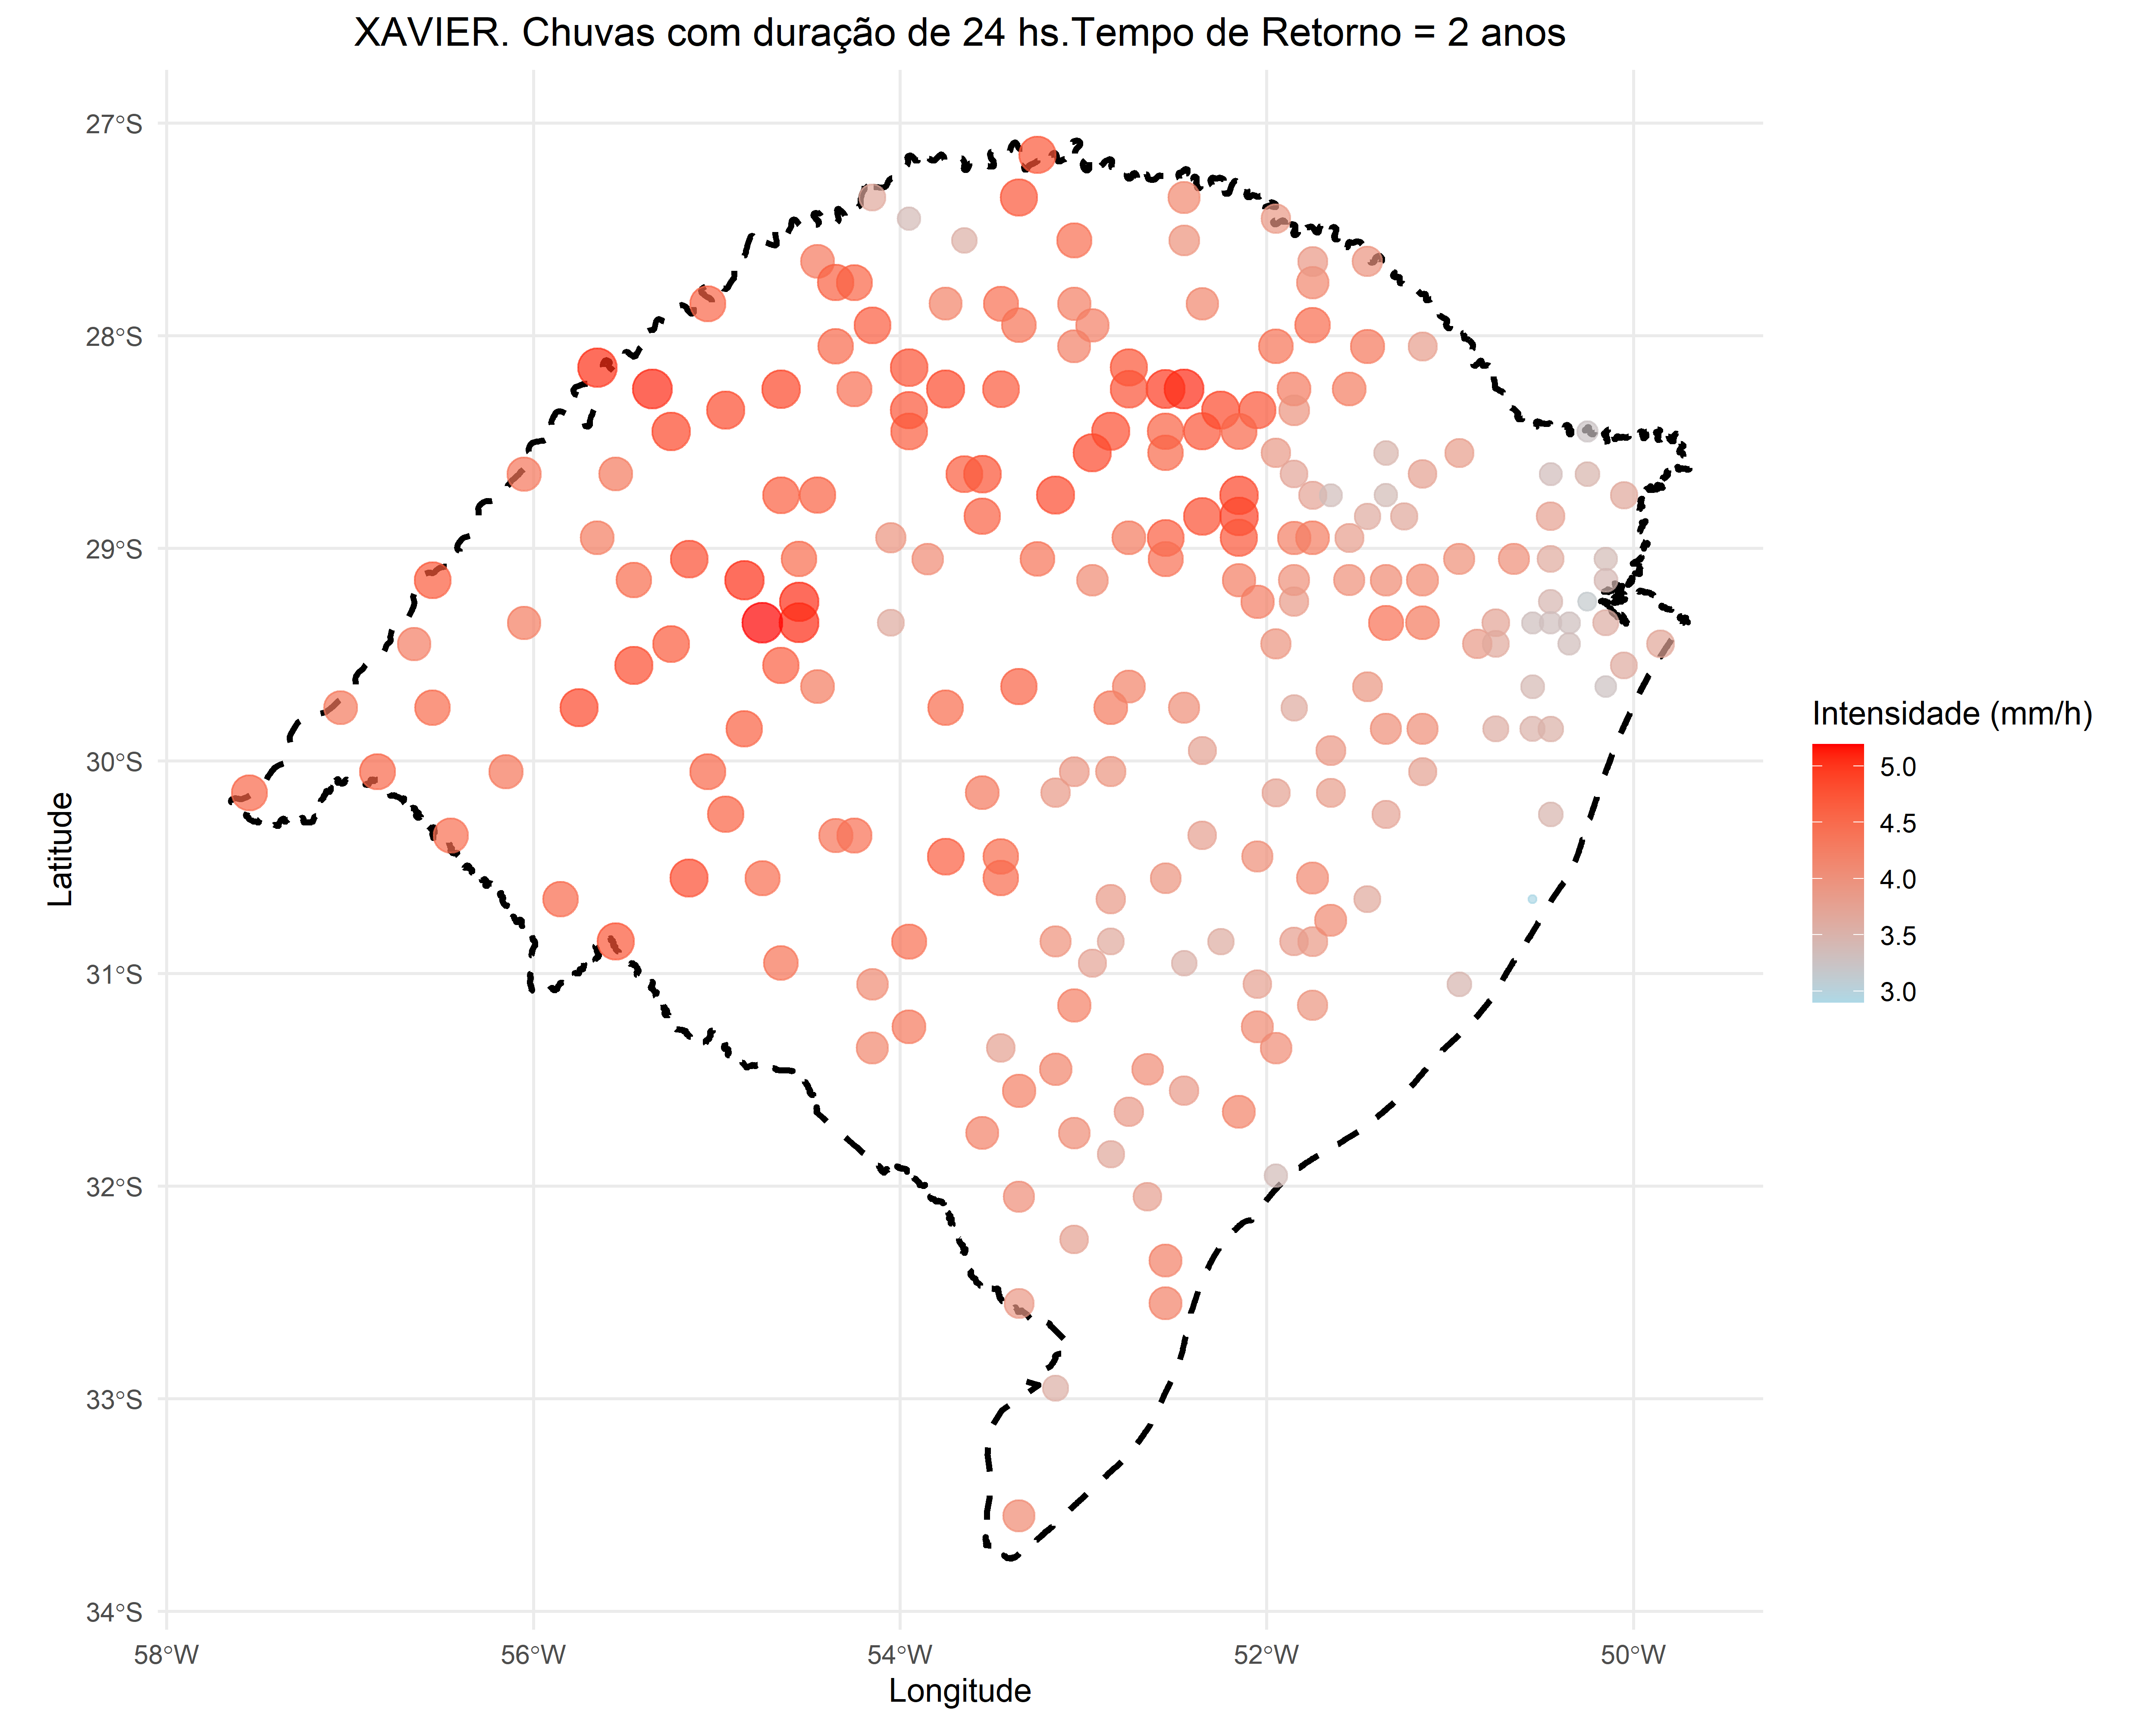 XAVIER. Chuvas com duração de 24 hs.Tempo de Retorno = 2 anos
27°S
28°S
29°S
30°S
31°S
32°S
33°S
34°S
Latitude
58°W
56°W
54°W
52°W
50°W
Longitude
Intensidade (mm/h)
5.0
4.5
4.0
3.5
3.0